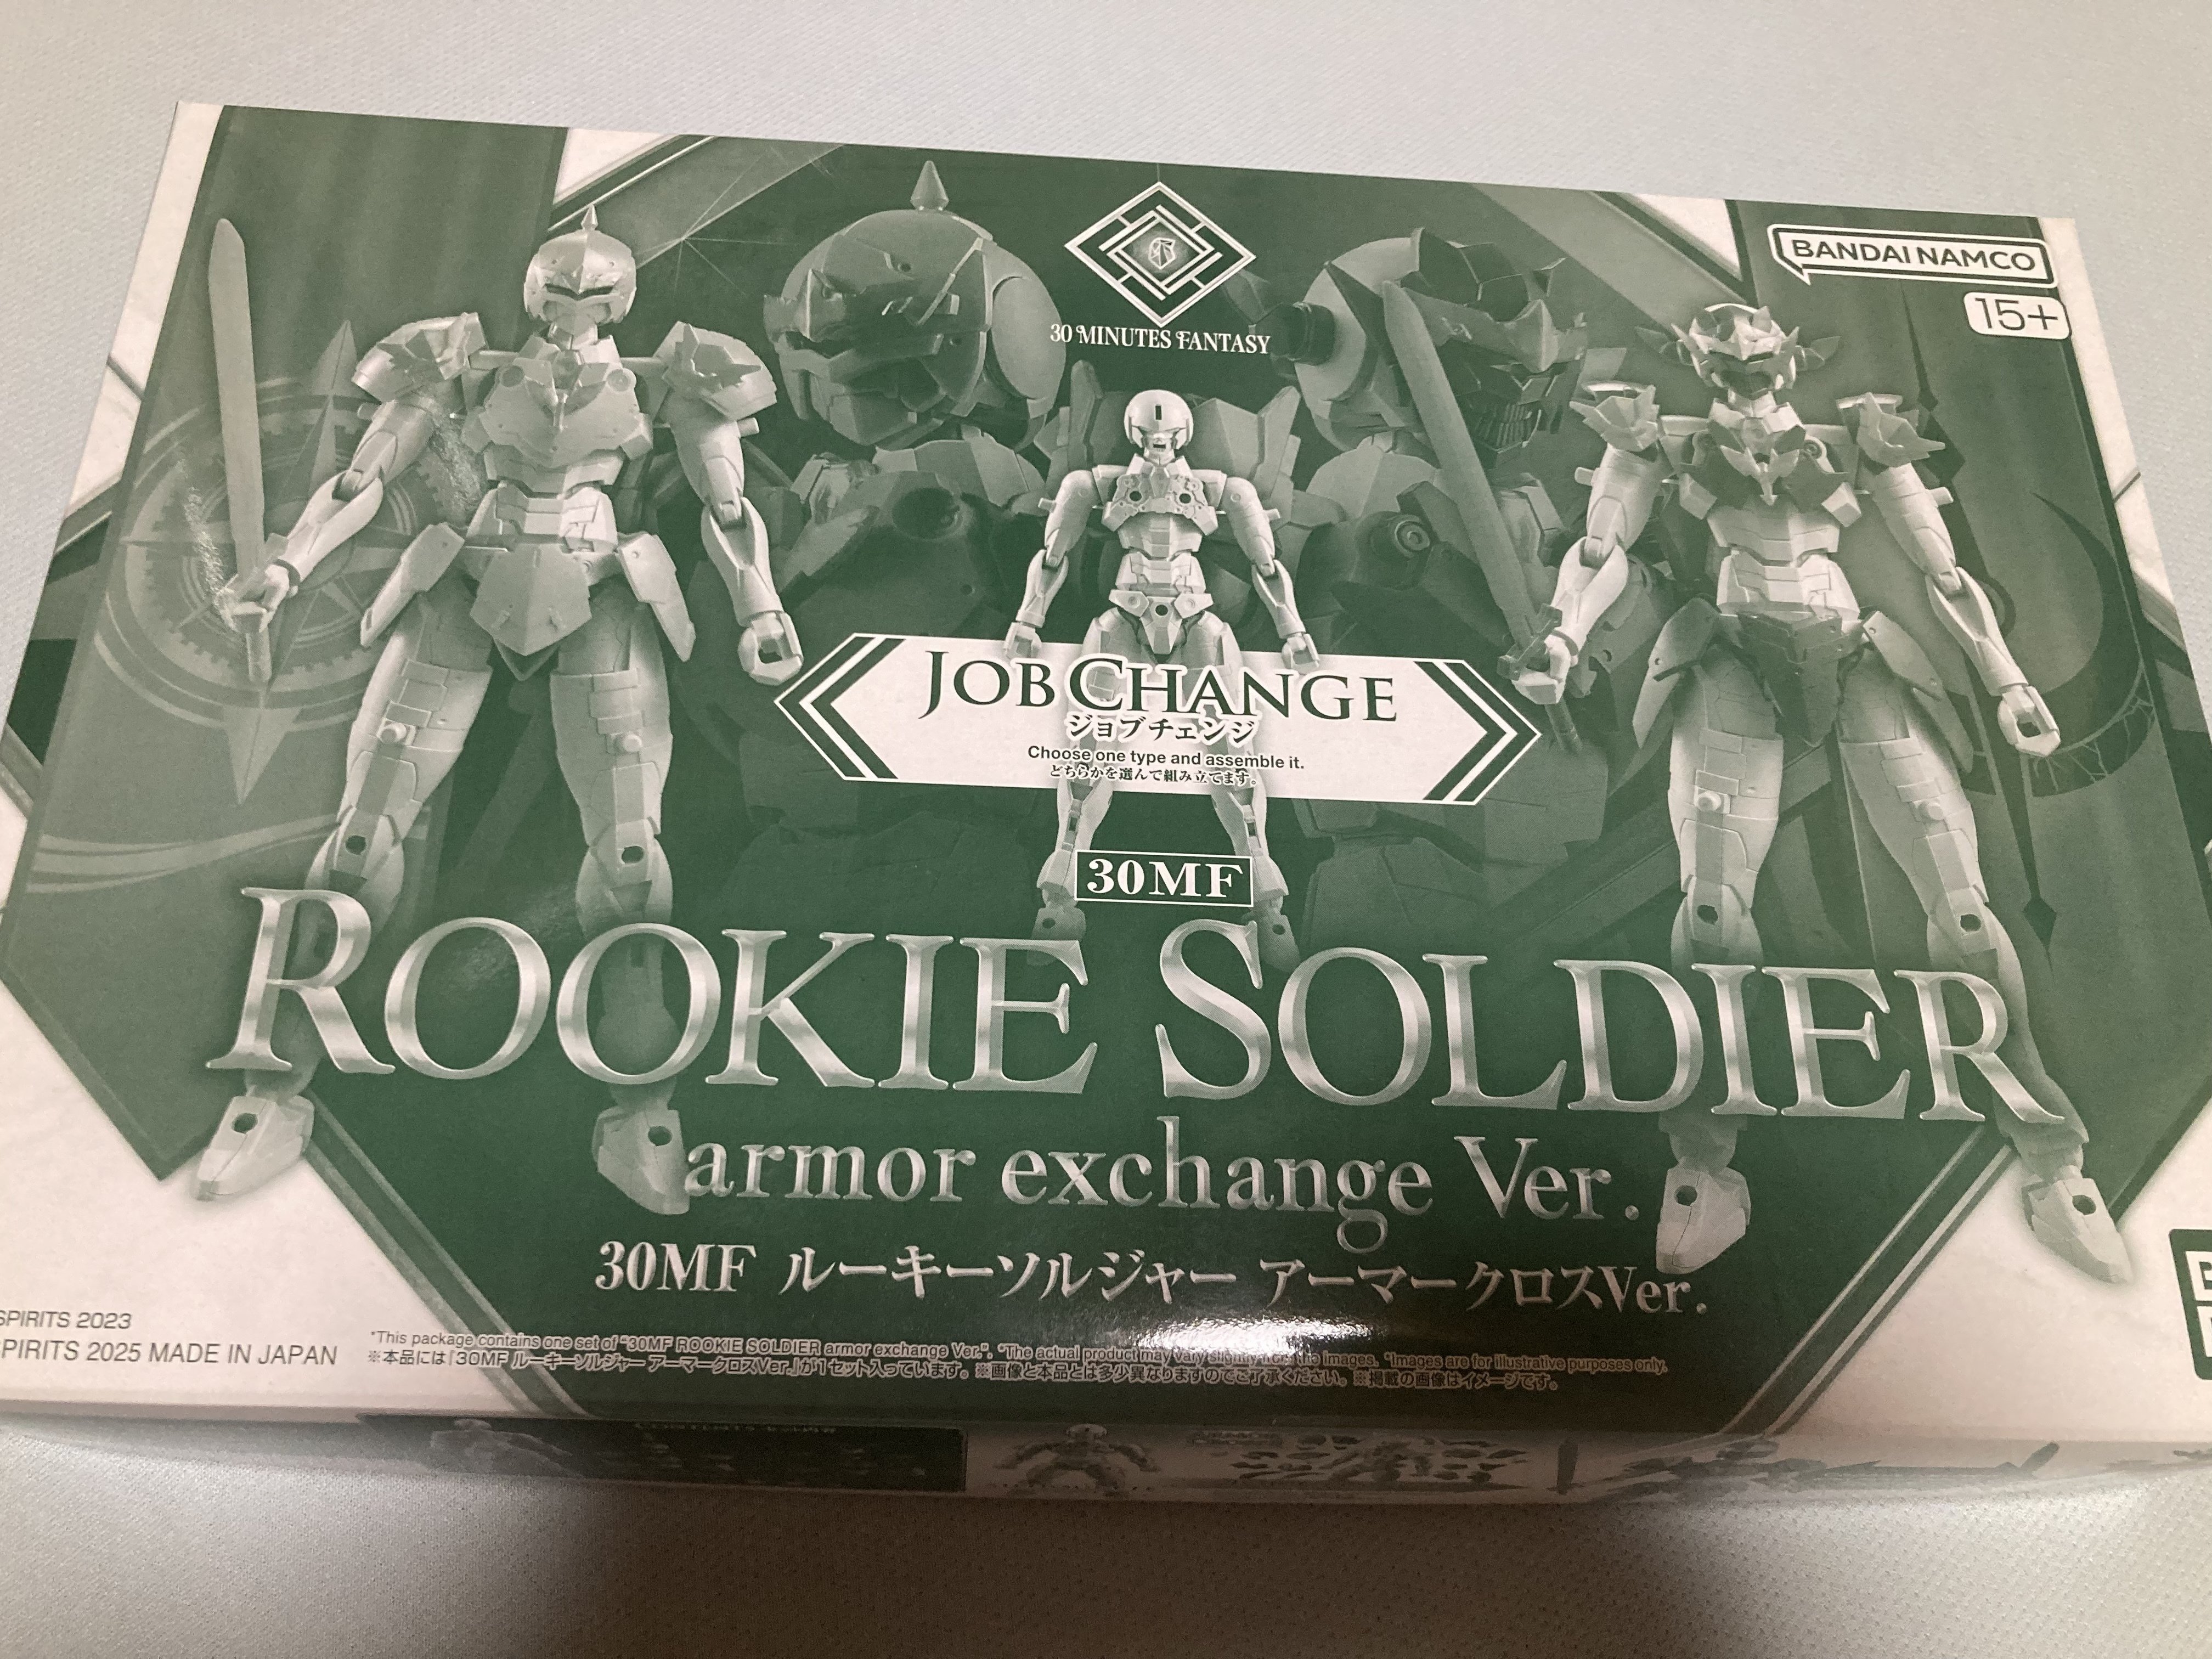 30 MINUTES FANTASY
BANDAI NAMCO
15+
JOB CHANGE
ジョブチェンジ
Choose one type and assemble it.
どちらかを選んで組み立てます。
30MF
ROOKIE SOLDIER
armor exchange Ver.
30MF ルーキーソルジャー アーマークロスVer.
SPIRITS 2023
SPIRITS 2025 MADE IN JAPAN
*This package contains one set of "30MF ROOKIE SOLDIER armor exchange Ver.". *The actual product may vary slightly from the images. *Images are for illustrative purposes only.
※本品には「30MF ルーキーソルジャー アーマークロスVer.」が1セット入っています。※画像と本品とは多少異なりますのでご了承ください。※掲載の画像はイメージです。